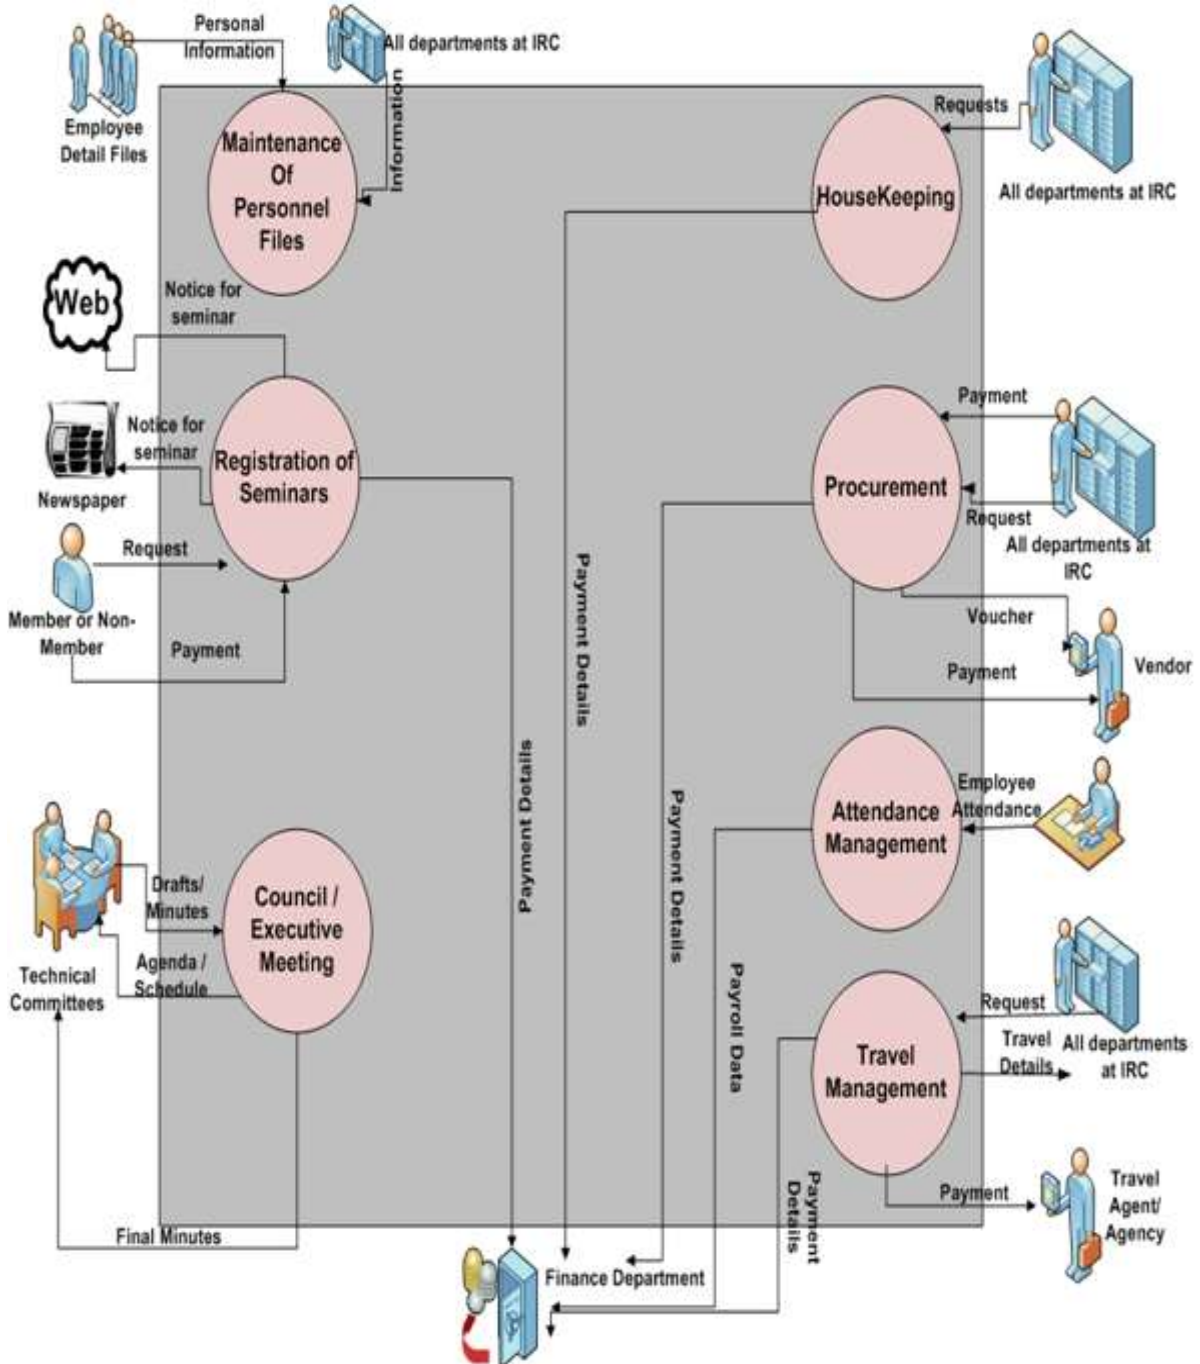 Personal
Information
All departments at IRC
Employee
Detail Files
Information
Maintenance
Of
Personnel
Files
Requests
HouseKeeping
All departments at IRC
Web
Notice for
seminar
Newspaper
Notice for
seminar
Registration of
Seminars
Request
Member or Non-
Member
Payment
Payment
Procurement
Request
All departments at
IRC
Voucher
Payment
Vendor
Payment Details
Payment Details
Payment Details
Employee
Attendance
Attendance
Management
Drafts/
Minutes
Council /
Executive
Meeting
Agenda /
Schedule
Technical
Committees
Payroll Data
Request
Travel
Details
All departments
at IRC
Travel
Management
Payment
Details
Payment
Travel
Agent/
Agency
Final Minutes
Finance Department